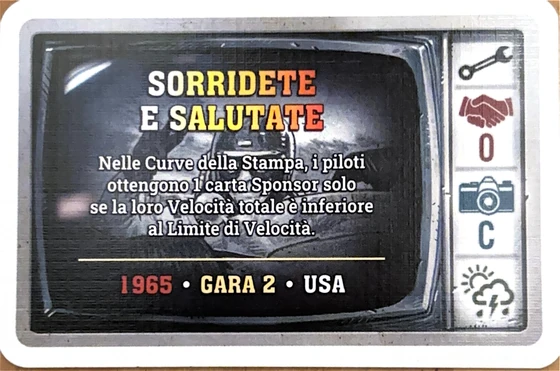 SORRIDETE
E SALUTATE
Nelle Curve della Stampa, i piloti
ottengono 1 carta Sponsor solo
se la loro Velocità totale è inferiore
al Limite di Velocità.
1965 • GARA 2 • USA
0
C